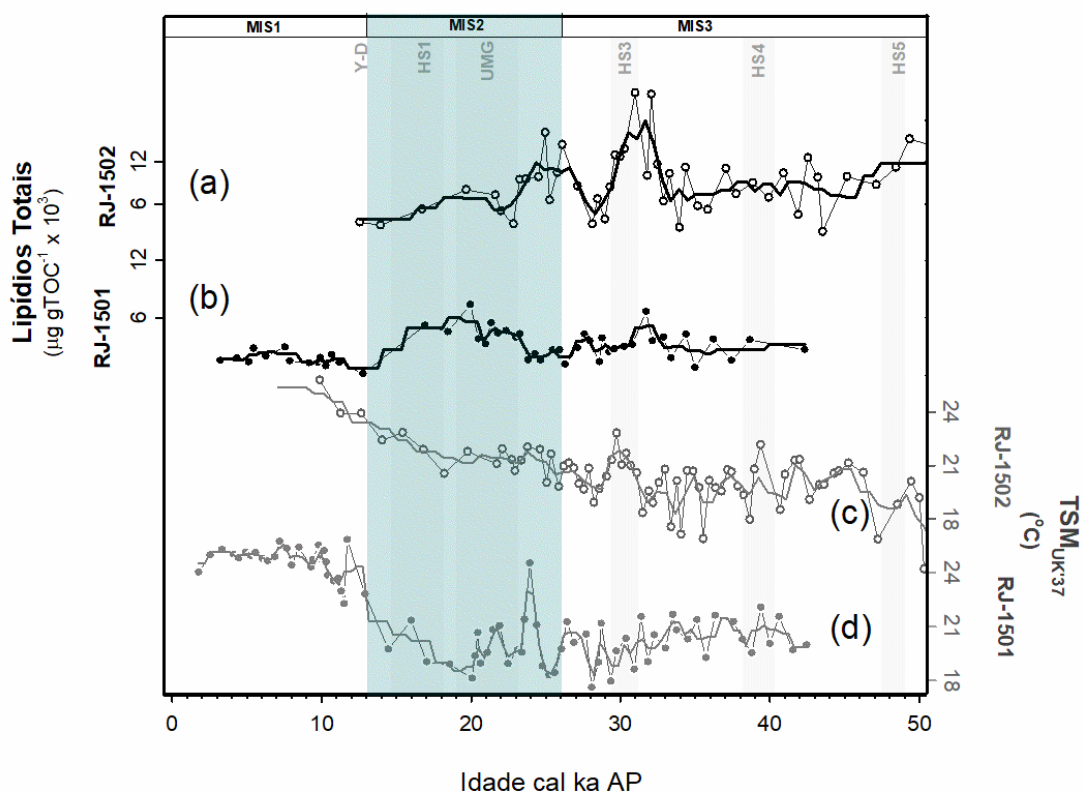 MIS1 MIS2 MIS3
Y-D HS1 UMG HS3 HS4 HS5
Lipídios Totais
(µg gTOC⁻¹ x 10³)
RJ-1502
12
6
(a)
RJ-1501
12
6
(b)
24
21
18
RJ-1502
(c)
TSM UK'37
(°C)
24
21
18
RJ-1501
(d)
0 10 20 30 40 50
Idade cal ka AP